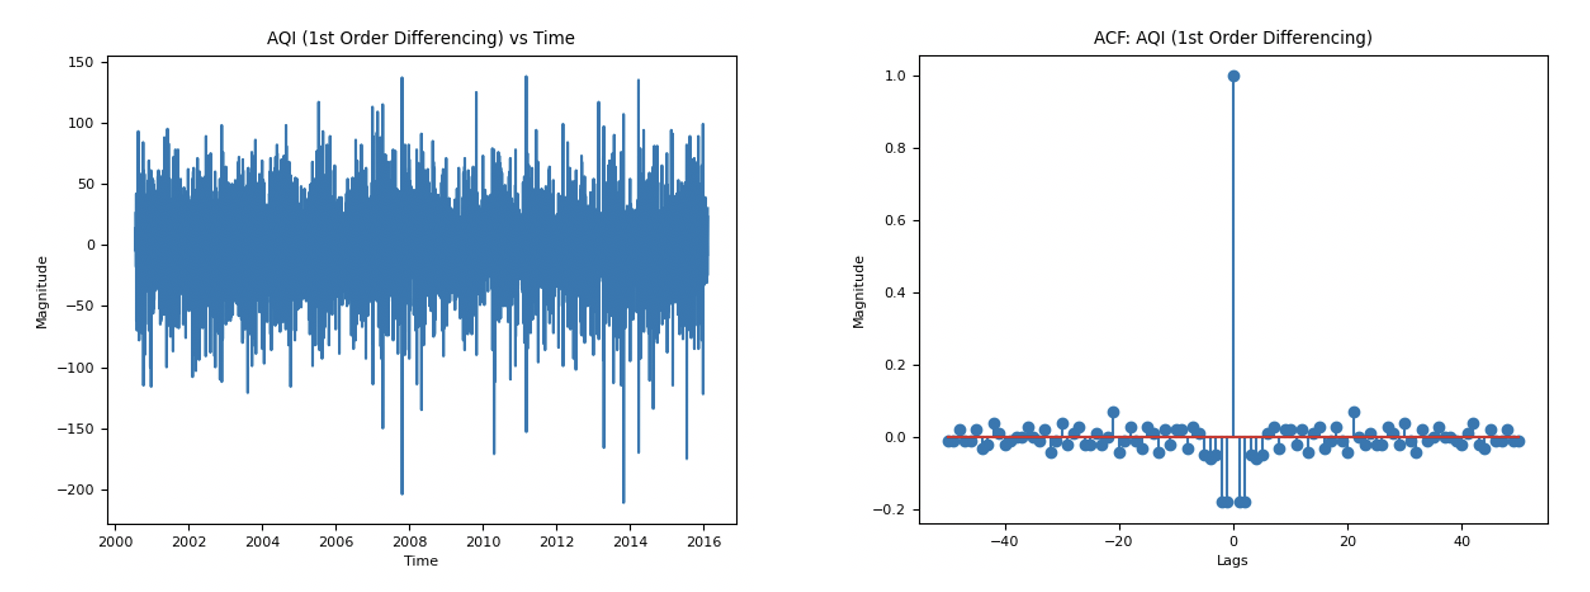 AQI (1st Order Differencing) vs Time
150
100
50
0
−50
−100
−150
−200
Magnitude
2000 2002 2004 2006 2008 2010 2012 2014 2016
Time
ACF: AQI (1st Order Differencing)
1.0
0.8
0.6
0.4
0.2
0.0
−0.2
Magnitude
−40 −20 0 20 40
Lags